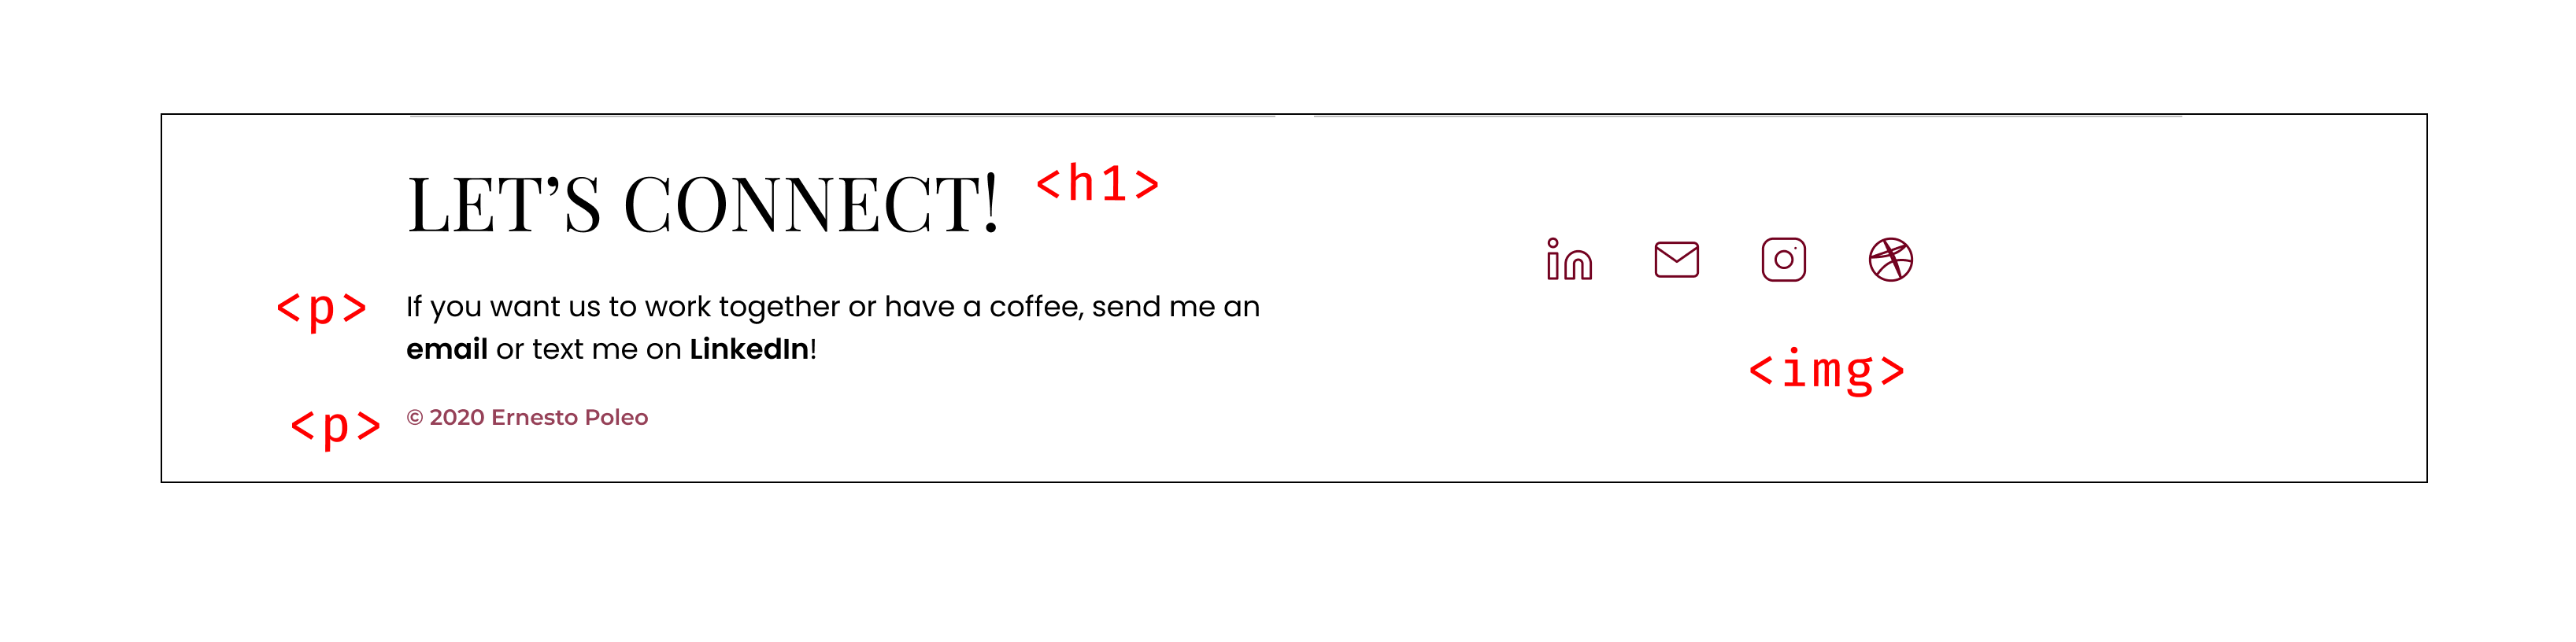 LET’S CONNECT! <h1>
<p> If you want us to work together or have a coffee, send me an
email or text me on LinkedIn!
<p> © 2020 Ernesto Poleo
in
<img>